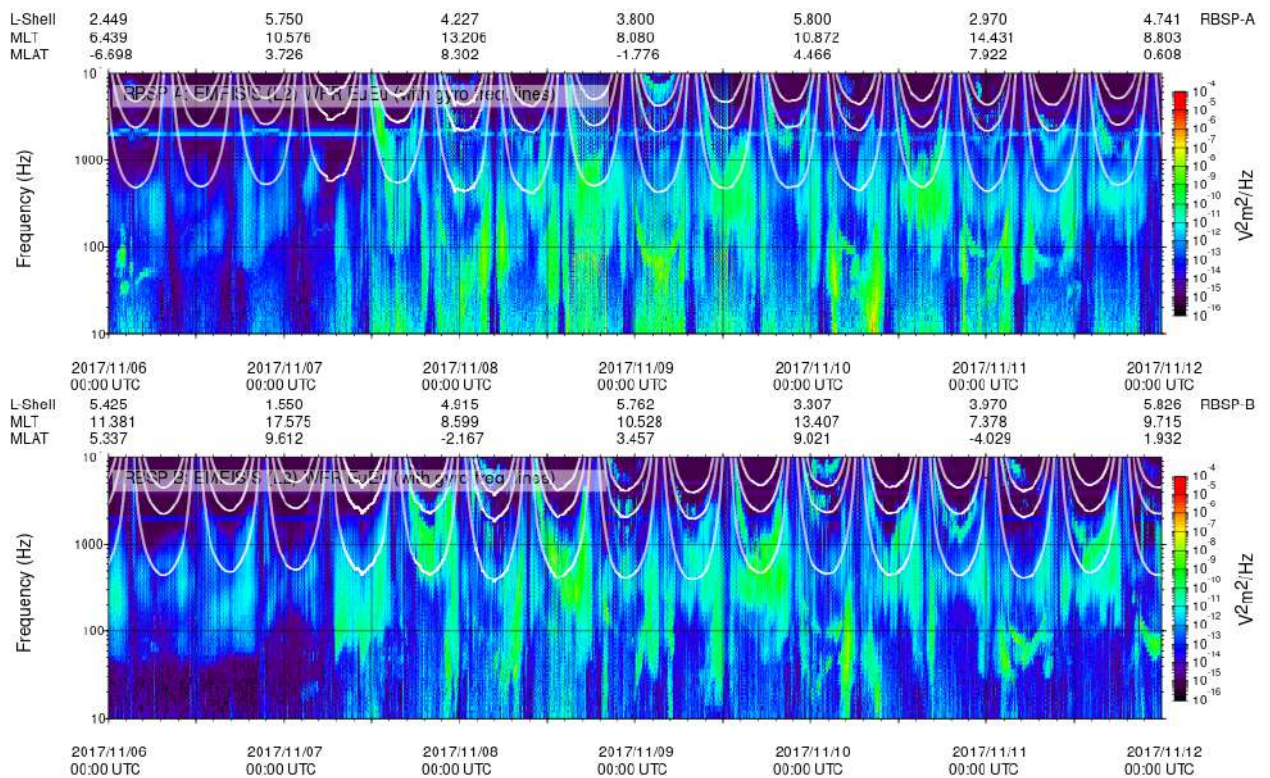 L-Shell 2.449 5.750 4.227 3.800 5.800 2.970 4.741 RBSP-A
MLT 6.439 10.576 13.206 8.080 10.872 14.431 8.803
MLAT -6.698 3.726 8.302 -1.776 4.466 7.922 0.608
RBSP A: EMFISIS (L2) WFR EuEu (with gyro freq. lines)
Frequency (Hz)
1000
100
10
10⁻⁴
10⁻⁵
10⁻⁶
10⁻⁷
10⁻⁸
10⁻⁹
10⁻¹⁰
10⁻¹¹
10⁻¹²
10⁻¹³
10⁻¹⁴
10⁻¹⁵
10⁻¹⁶
V²m²/Hz
2017/11/06 2017/11/07 2017/11/08 2017/11/09 2017/11/10 2017/11/11 2017/11/12
00:00 UTC 00:00 UTC 00:00 UTC 00:00 UTC 00:00 UTC 00:00 UTC 00:00 UTC
L-Shell 5.425 1.550 4.915 5.762 3.307 3.970 5.826 RBSP-B
MLT 11.381 17.575 8.599 10.528 13.407 7.378 9.715
MLAT 5.337 9.612 -2.167 3.457 9.021 -4.029 1.932
RBSP B: EMFISIS (L2) WFR EuEu (with gyro freq. lines)
Frequency (Hz)
1000
100
10
10⁻⁴
10⁻⁵
10⁻⁶
10⁻⁷
10⁻⁸
10⁻⁹
10⁻¹⁰
10⁻¹¹
10⁻¹²
10⁻¹³
10⁻¹⁴
10⁻¹⁵
10⁻¹⁶
V²m²/Hz
2017/11/06 2017/11/07 2017/11/08 2017/11/09 2017/11/10 2017/11/11 2017/11/12
00:00 UTC 00:00 UTC 00:00 UTC 00:00 UTC 00:00 UTC 00:00 UTC 00:00 UTC